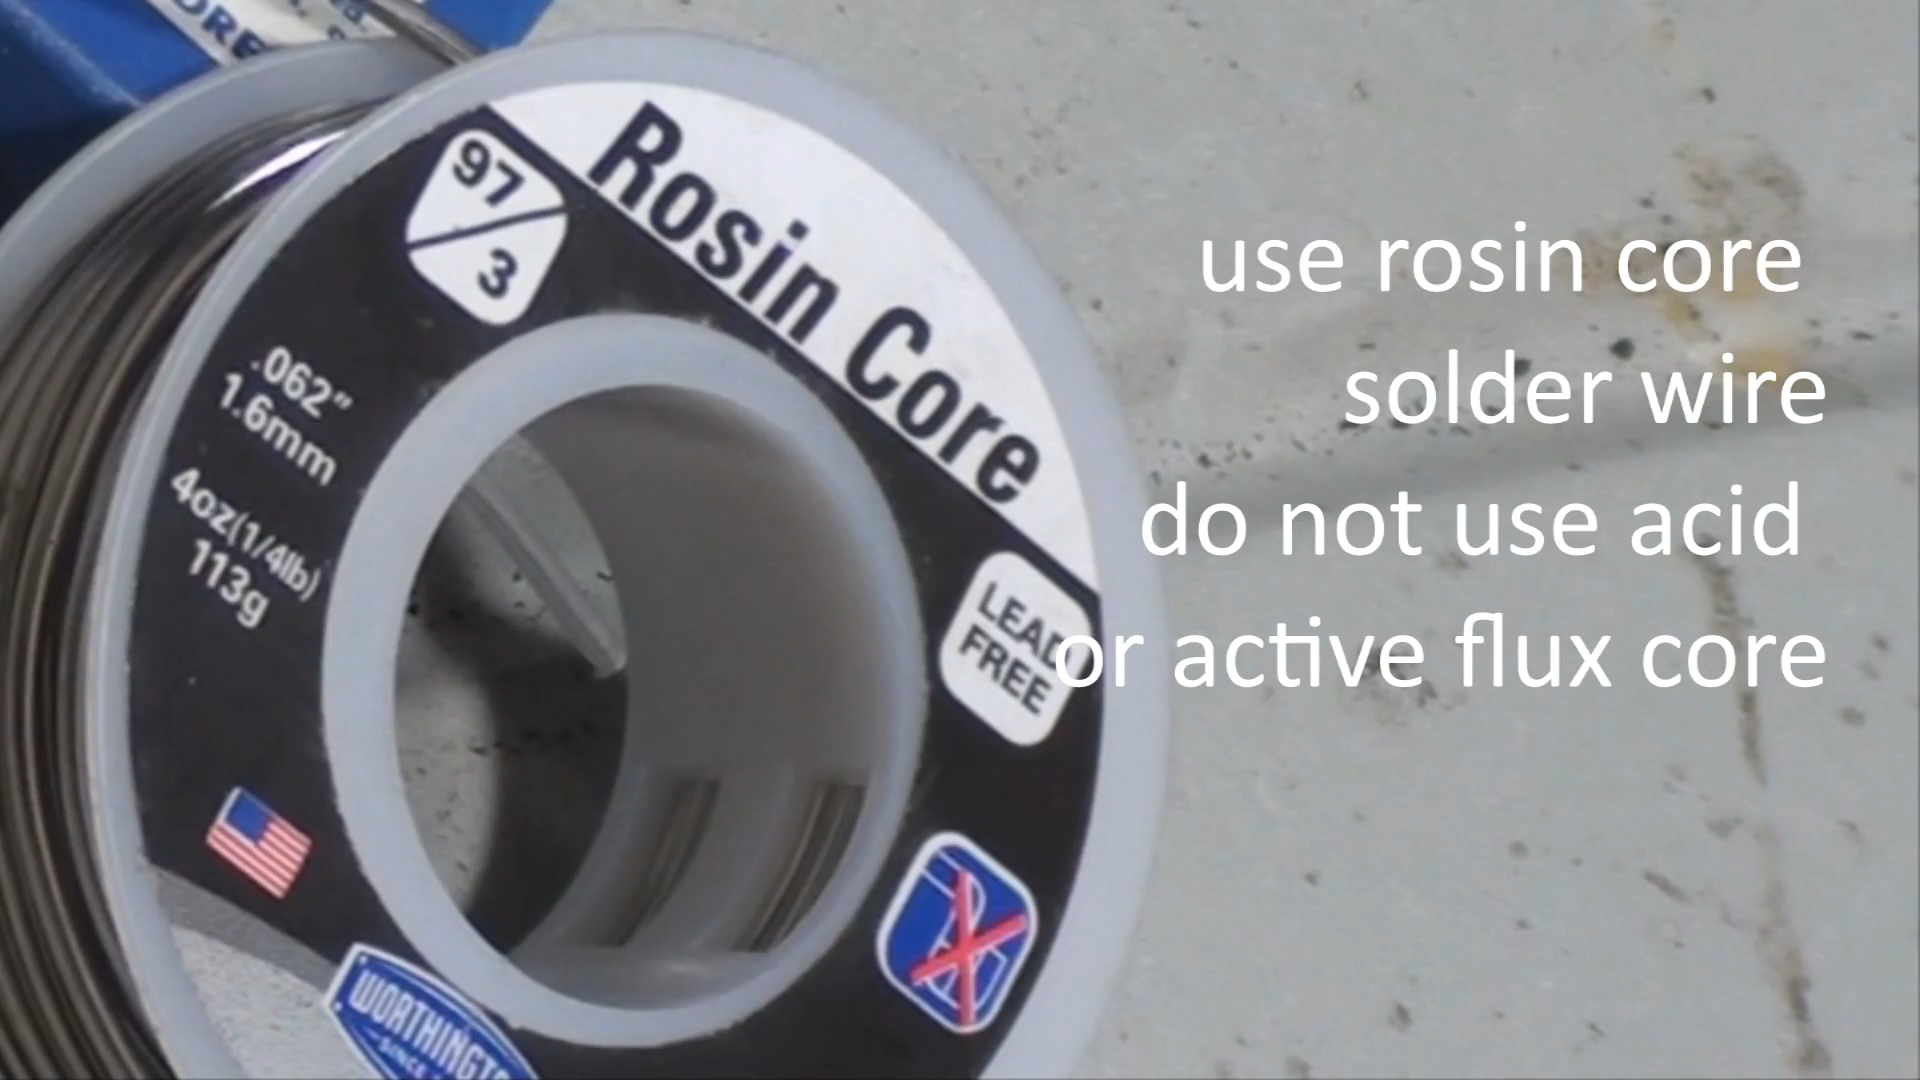 Rosin Core
97
3
.062"
1.6mm
4oz(1/4lb)
113g
LEAD
FREE
use rosin core
solder wire
do not use acid
or active flux core